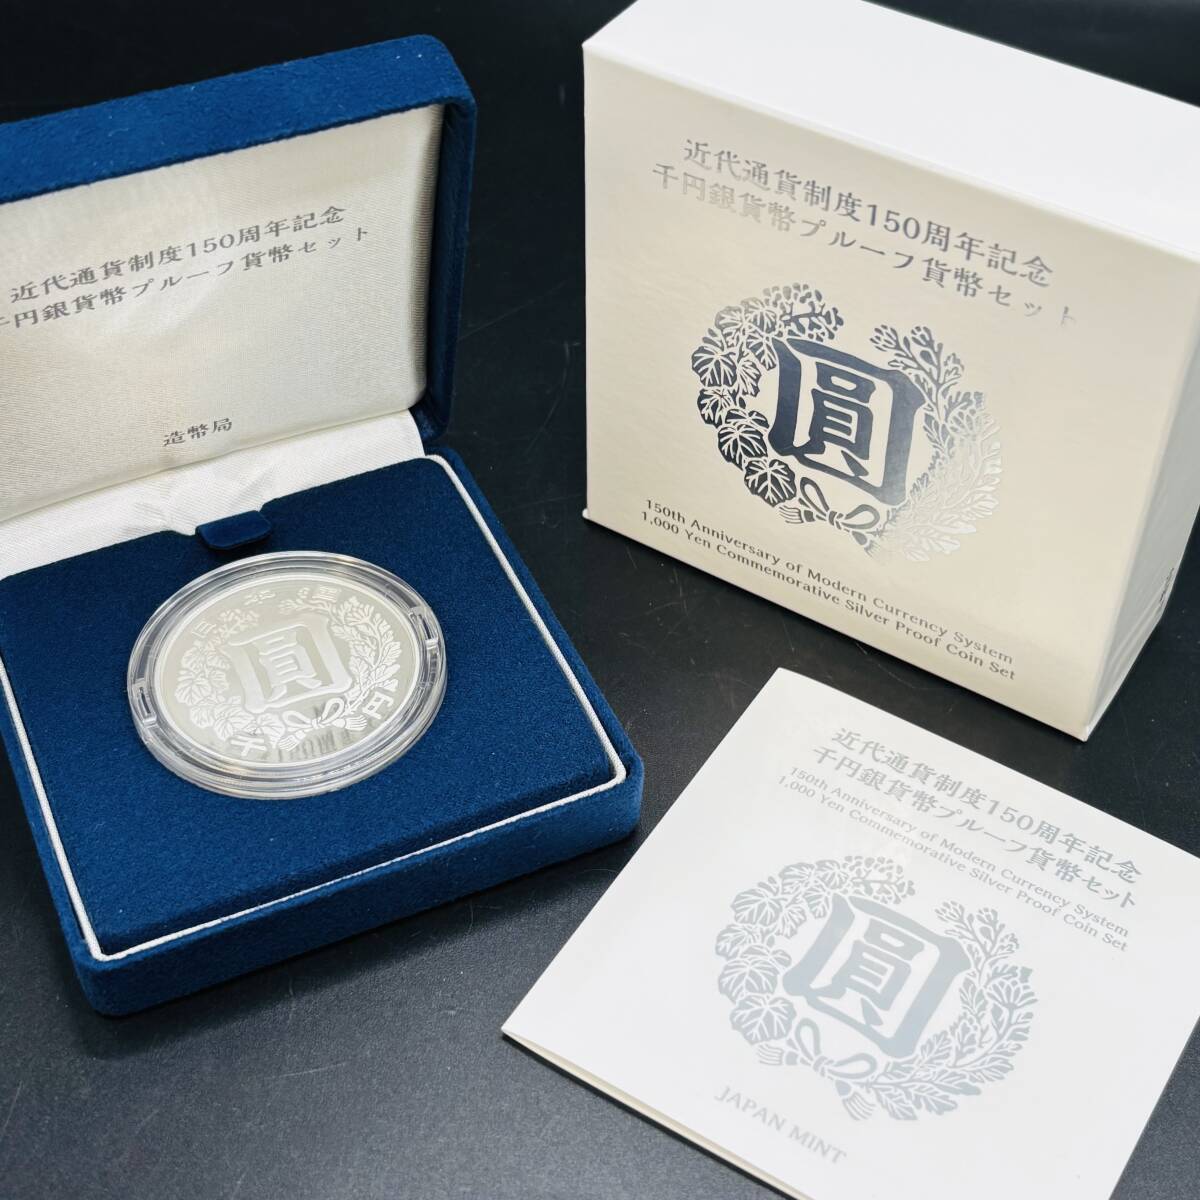 近代通貨制度150周年記念
千円銀貨幣プルーフ貨幣セット
造幣局
日本国
圓
千円
近代通貨制度150周年記念
千円銀貨幣プルーフ貨幣セット
圓
150th Anniversary of Modern Currency System
1,000 Yen Commemorative Silver Proof Coin Set
近代通貨制度150周年記念
千円銀貨幣プルーフ貨幣セット
150th Anniversary of Modern Currency System
1,000 Yen Commemorative Silver Proof Coin Set
圓
JAPAN MINT